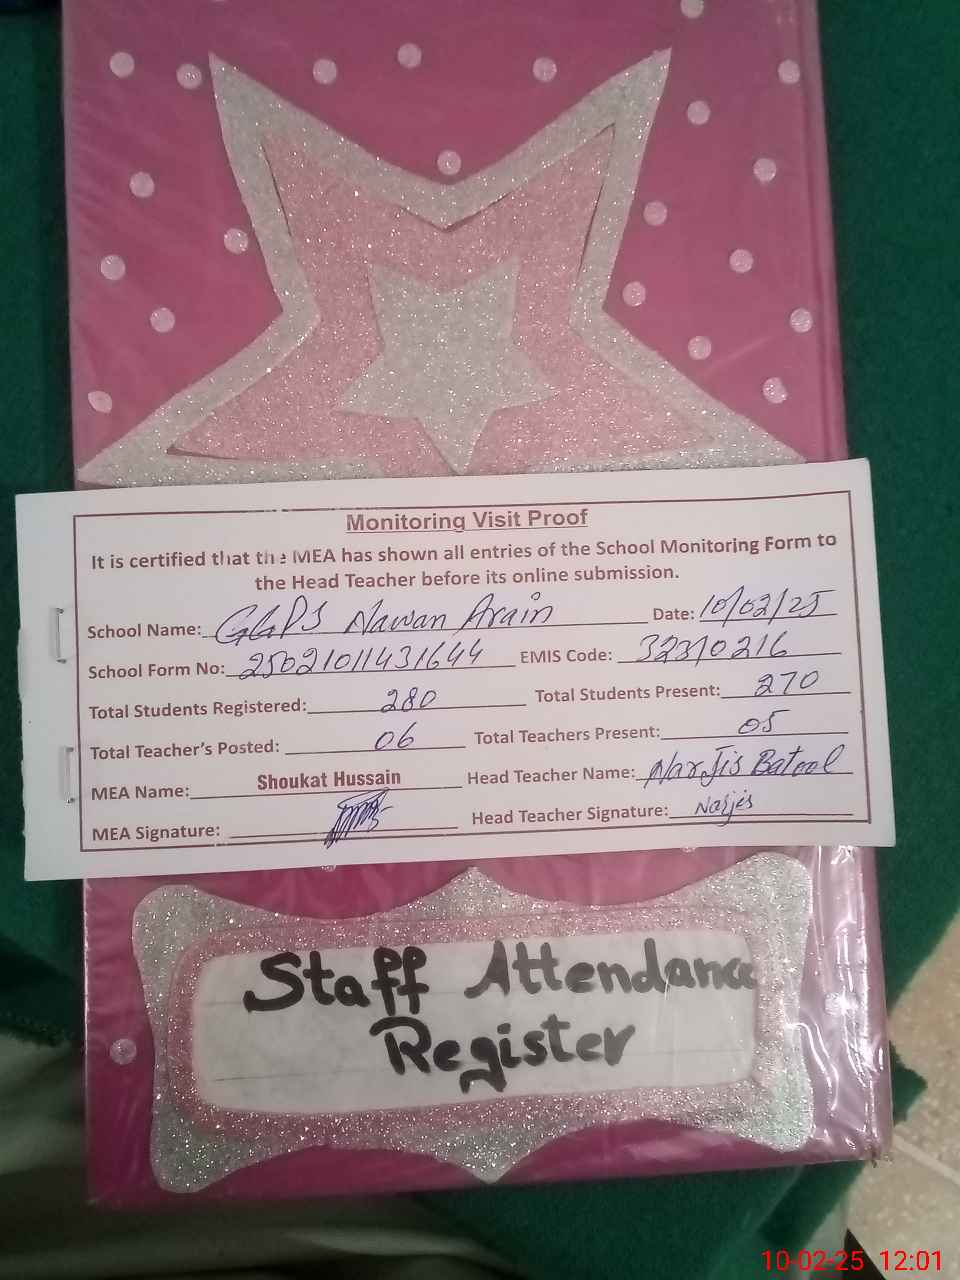 Monitoring Visit Proof
It is certified that the MEA has shown all entries of the School Monitoring Form to
the Head Teacher before its online submission.
School Name: GGPS Nawan Arain Date: 10/02/25
School Form No: 25021011431644 EMIS Code: 32310216
Total Students Registered: 280 Total Students Present: 270
Total Teacher's Posted: 06 Total Teachers Present: 05
MEA Name: Shoukat Hussain Head Teacher Name: Narjis Batool
MEA Signature: Head Teacher Signature: Narjis
Staff Attendance
Register
10-02-25 12:01